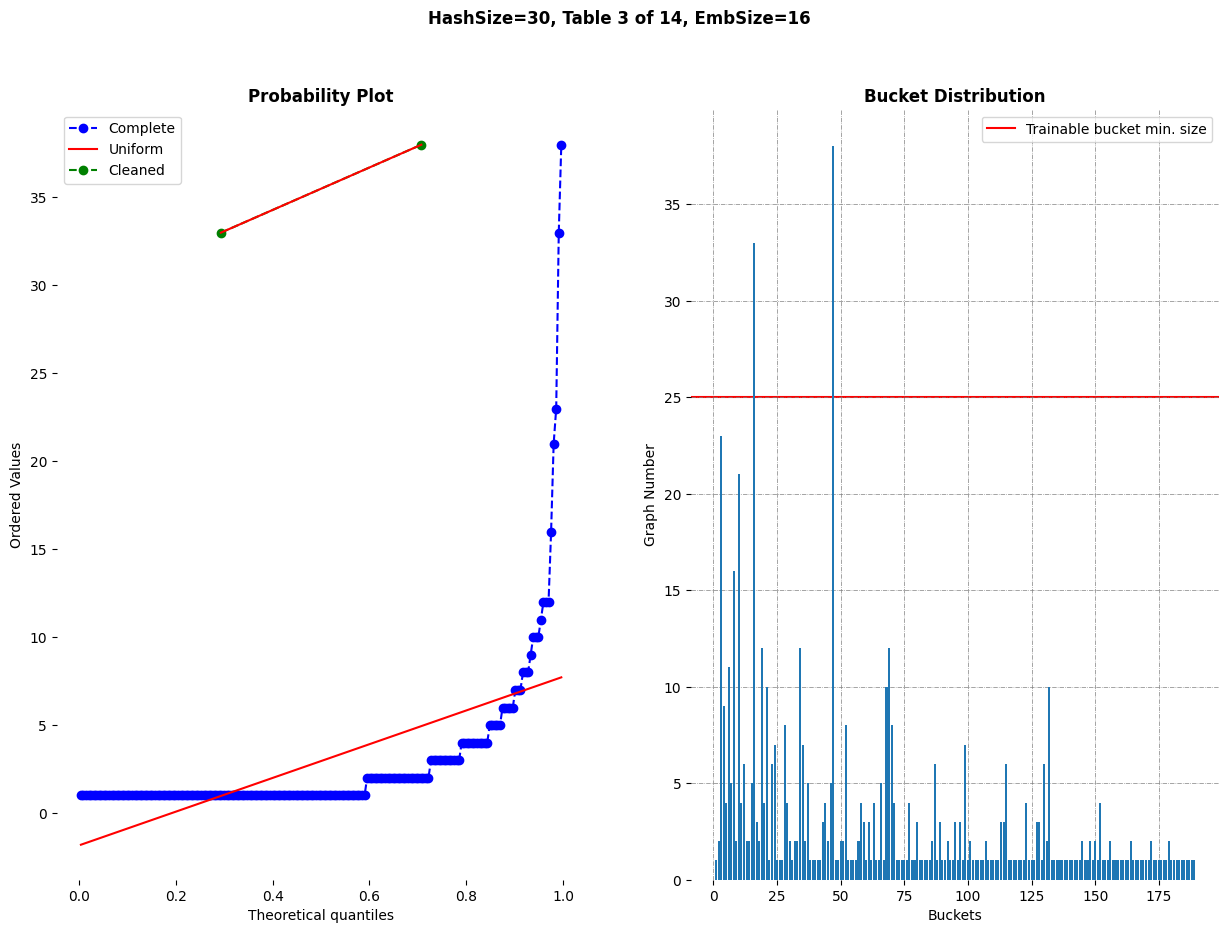 HashSize=30, Table 3 of 14, EmbSize=16
Probability Plot
Complete
Uniform
Cleaned
35
30
25
20
15
10
5
0
Ordered Values
0.0 0.2 0.4 0.6 0.8 1.0
Theoretical quantiles
Bucket Distribution
Trainable bucket min. size
35
30
25
20
15
10
5
0
Graph Number
0 25 50 75 100 125 150 175
Buckets